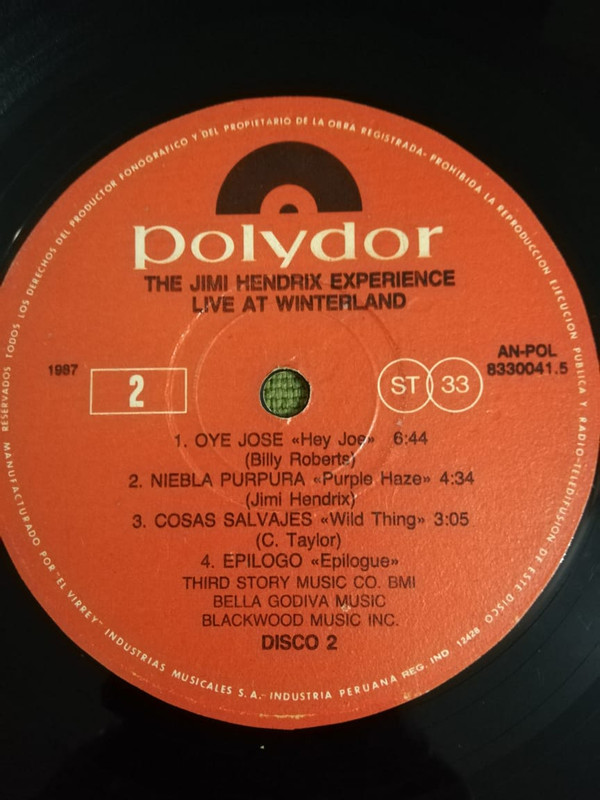 MANUFACTURADO POR "EL VIRREY" INDUSTRIAS MUSICALES S.A.- INDUSTRIA PERUANA REG. IND 12428
RESERVADOS TODOS LOS DERECHOS DEL PRODUCTOR FONOGRAFICO Y DEL PROPIETARIO DE LA OBRA REGISTRADA- PROHIBIDA LA REPRODUCCION EJECUCION PUBLICA Y RADIO-TELEDIFUSION DE ESTE DISCO
polydor
THE JIMI HENDRIX EXPERIENCE
LIVE AT WINTERLAND
1987
2
ST 33
AN-POL
8330041.5
1. OYE JOSE «Hey Joe» 6:44
(Billy Roberts)
2. NIEBLA PURPURA «Purple Haze» 4:34
(Jimi Hendrix)
3. COSAS SALVAJES «Wild Thing» 3:05
(C. Taylor)
4. EPILOGO «Epilogue»
THIRD STORY MUSIC CO. BMI
BELLA GODIVA MUSIC
BLACKWOOD MUSIC INC.
DISCO 2